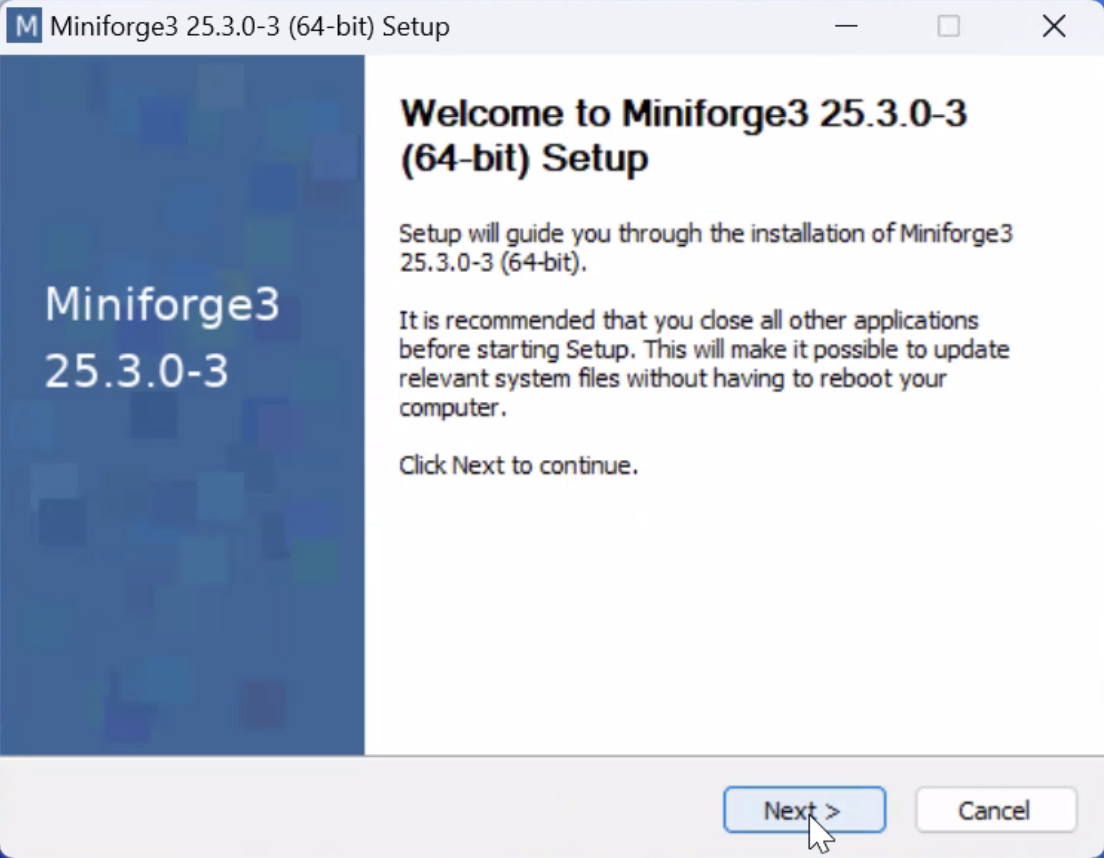 M Miniforge3 25.3.0-3 (64-bit) Setup
Miniforge3
25.3.0-3
Welcome to Miniforge3 25.3.0-3
(64-bit) Setup
Setup will guide you through the installation of Miniforge3
25.3.0-3 (64-bit).
It is recommended that you close all other applications
before starting Setup. This will make it possible to update
relevant system files without having to reboot your
computer.
Click Next to continue.
Next >
Cancel